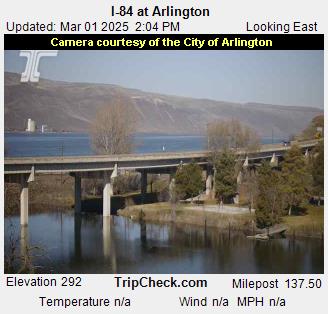 I-84 at Arlington
Updated: Mar 01 2025 2:04 PM Looking East
Camera courtesy of the City of Arlington
Elevation 292 TripCheck.com Milepost 137.50
Temperature n/a Wind n/a MPH n/a